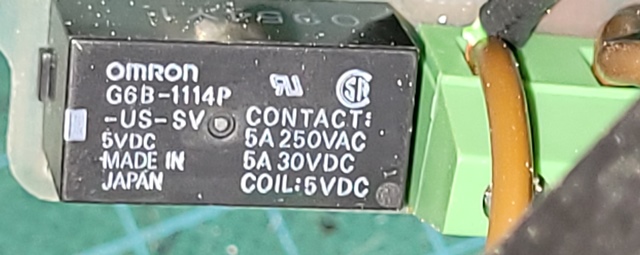 OMRON
G6B-1114P
-US-SV
5VDC
MADE IN
JAPAN
CONTACT:
5A 250VAC
5A 30VDC
COIL:5VDC